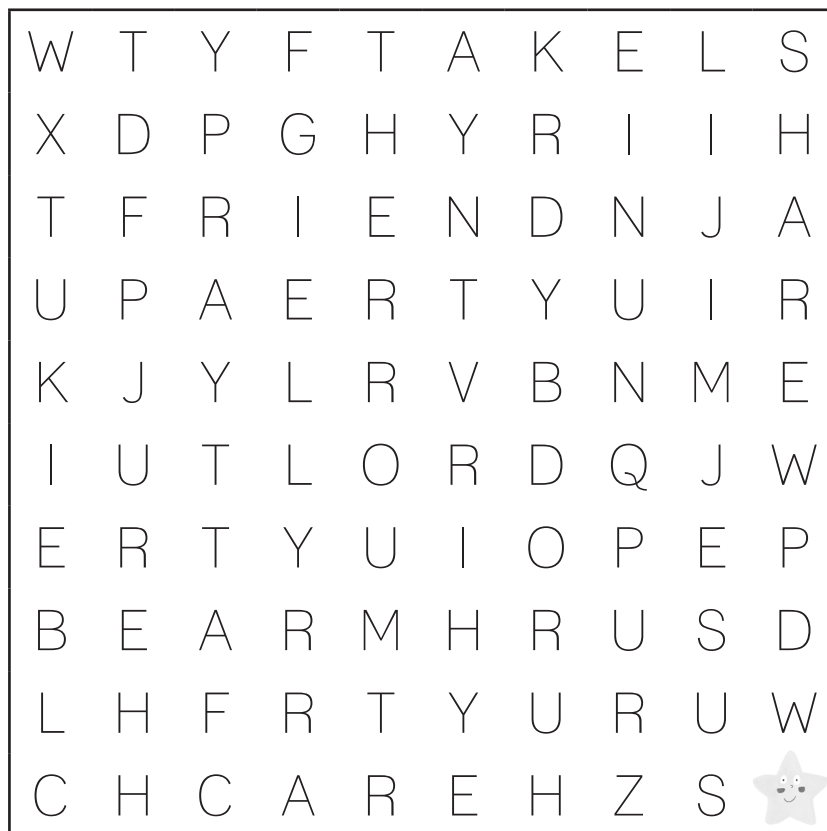 W T Y F T A K E L S
X D P G H Y R I I H
T F R I E N D N J A
U P A E R T Y U I R
K J Y L R V B N M E
I U T L O R D Q J W
E R T Y U I O P E P
B E A R M H R U S D
L H F R T Y U R U W
C H C A R E H Z S